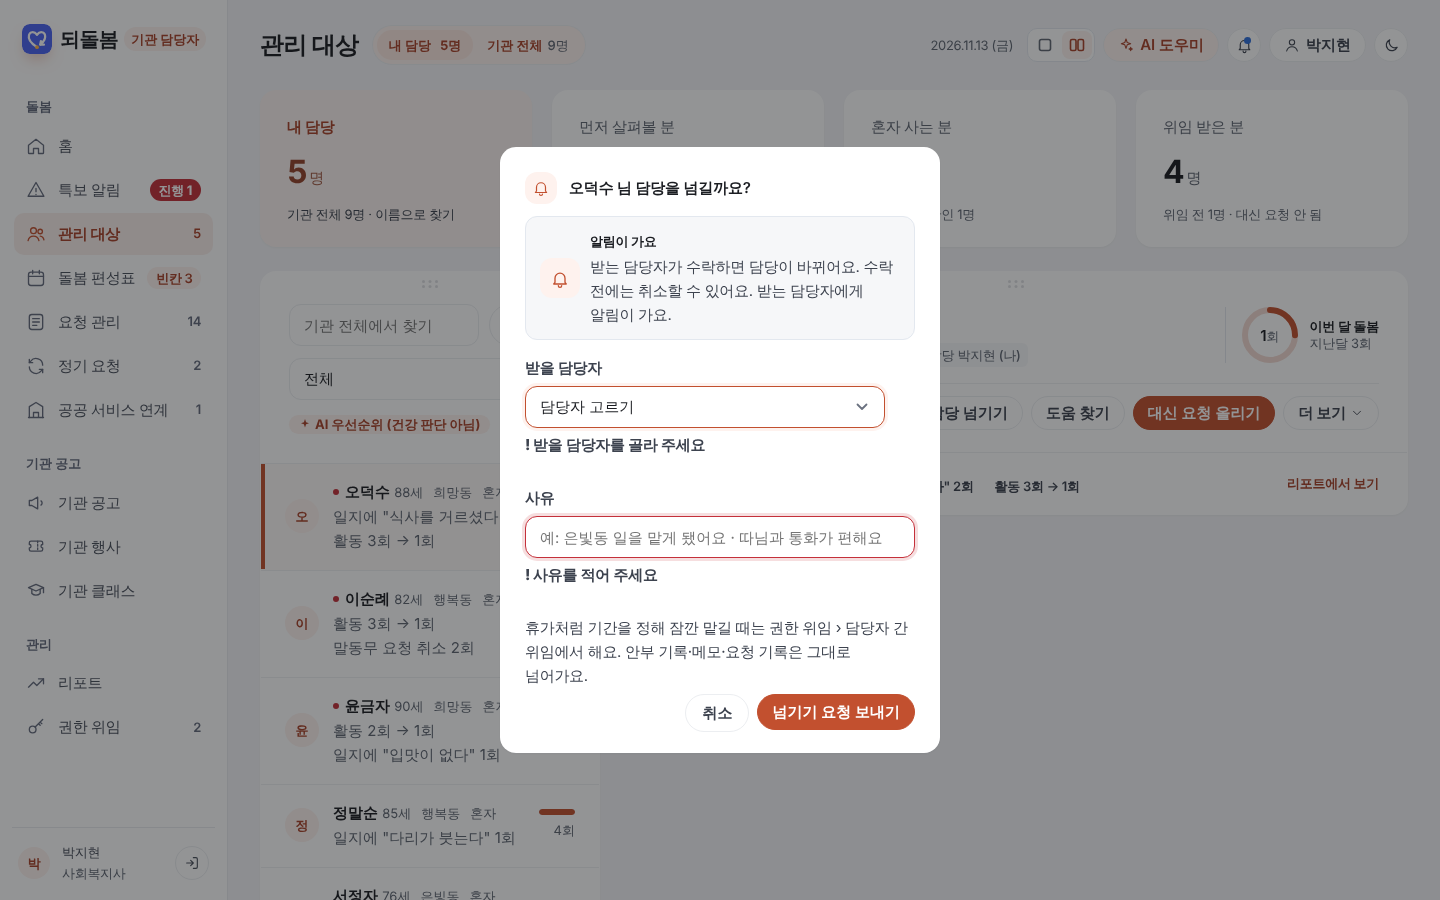 되돌봄 기관 담당자
돌봄
홈
특보 알림 진행 1
관리 대상 5
돌봄 편성표 빈칸 3
요청 관리 14
정기 요청 2
공공 서비스 연계 1
기관 공고
기관 공고
기관 행사
기관 클래스
관리
리포트
권한 위임 2
박 박지현
사회복지사
관리 대상 내 담당 5명 기관 전체 9명
2026.11.13 (금) AI 도우미 박지현
내 담당
5명
기관 전체 9명 · 이름으로 찾기
먼저 살펴볼 분
혼자 사는 분
인 1명
위임 받은 분
4명
위임 전 1명 · 대신 요청 안 됨
기관 전체에서 찾기
전체
AI 우선순위 (건강 판단 아님)
오 오덕수 88세 희망동
일지에 "식사를 거르셨다
활동 3회 → 1회
이 이순례 82세 행복동
활동 3회 → 1회
말동무 요청 취소 2회
윤 윤금자 90세 희망동
활동 2회 → 1회
일지에 "입맛이 없다" 1회
정 정말순 85세 행복동 혼자
일지에 "다리가 붓는다" 1회
4회
서정자 76세 은빛동 혼자
담당 박지현 (나)
1회 이번 달 돌봄
지난달 3회
담당 넘기기 도움 찾기 대신 요청 올리기 더 보기
" 2회 활동 3회 → 1회 리포트에서 보기
오덕수 님 담당을 넘길까요?
알림이 가요
받는 담당자가 수락하면 담당이 바뀌어요. 수락
전에는 취소할 수 있어요. 받는 담당자에게
알림이 가요.
받을 담당자
담당자 고르기
! 받을 담당자를 골라 주세요
사유
예: 은빛동 일을 맡게 됐어요 · 따님과 통화가 편해요
! 사유를 적어 주세요
휴가처럼 기간을 정해 잠깐 맡길 때는 권한 위임 › 담당자 간
위임에서 해요. 안부 기록·메모·요청 기록은 그대로
넘어가요.
취소 넘기기 요청 보내기